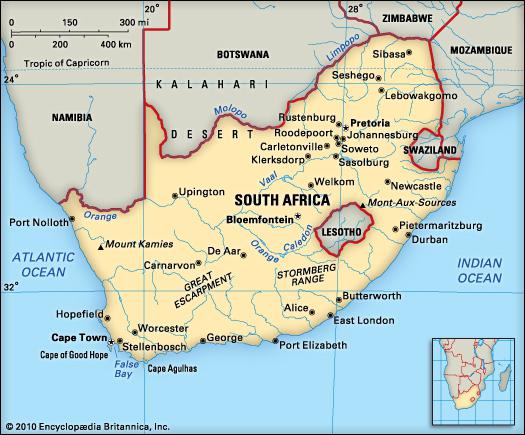 0 150 300 mi
0 200 400 km
20°
28°
ZIMBABWE
Limpopo
Sibasa
MOZAMBIQUE
BOTSWANA
Tropic of Capricorn
24°
Seshego
KALAHARI
Lebowakgomo
NAMIBIA
Molopo
Rustenburg
Pretoria
DESERT
Roodepoort
Johannesburg
Carletonville
Soweto
SWAZILAND
Klerksdorp
Sasolburg
Vaal
Welkom
Newcastle
Upington
SOUTH AFRICA
Mont-Aux-Sources
Port Nolloth
Orange
Bloemfontein
Pietermaritzburg
LESOTHO
Durban
Mount Kamies
De Aar
Orange
Caledon
ATLANTIC
OCEAN
Carnarvon
GREAT
ESCARPMENT
STORMBERG
RANGE
INDIAN
OCEAN
32°
Butterworth
Hopefield
Alice
East London
Cape Town
Worcester
Cape of Good Hope
Stellenbosch
George
Port Elizabeth
False
Bay
Cape Agulhas
© 2010 Encyclopædia Britannica, Inc.